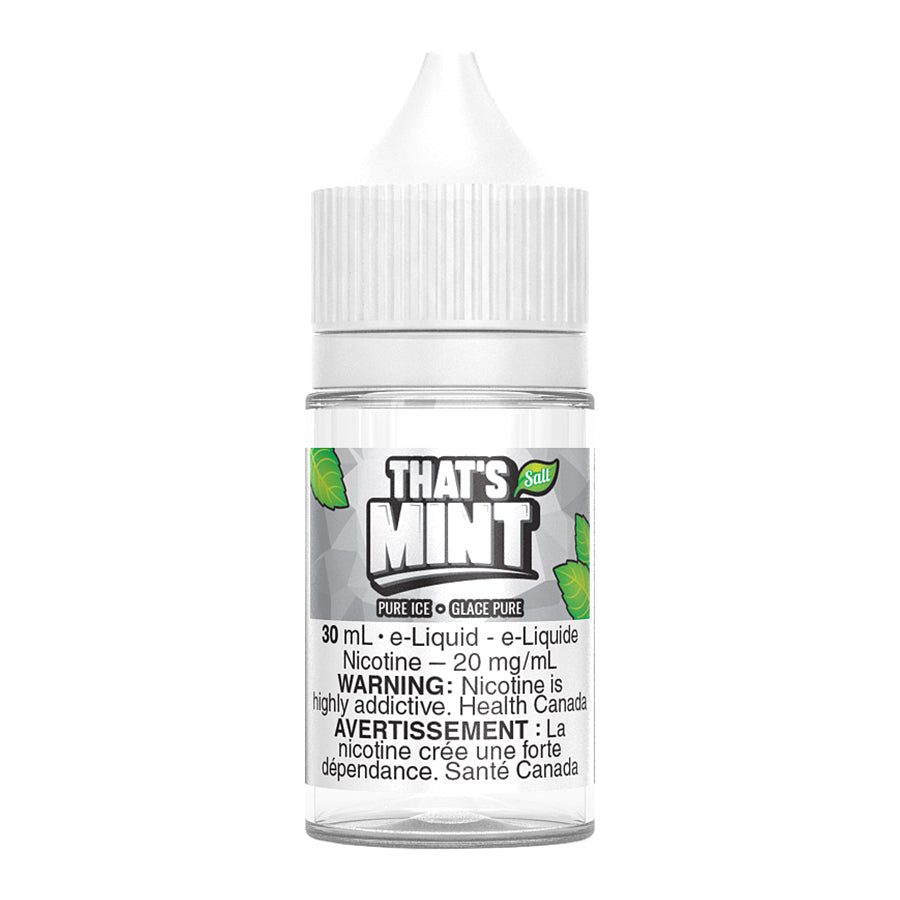 THAT'S
Salt
MINT
PURE ICE • GLACE PURE
30 mL • e-Liquid - e-Liquide
Nicotine – 20 mg/mL
WARNING: Nicotine is
highly addictive. Health Canada
AVERTISSEMENT : La
nicotine crée une forte
dépendance. Santé Canada